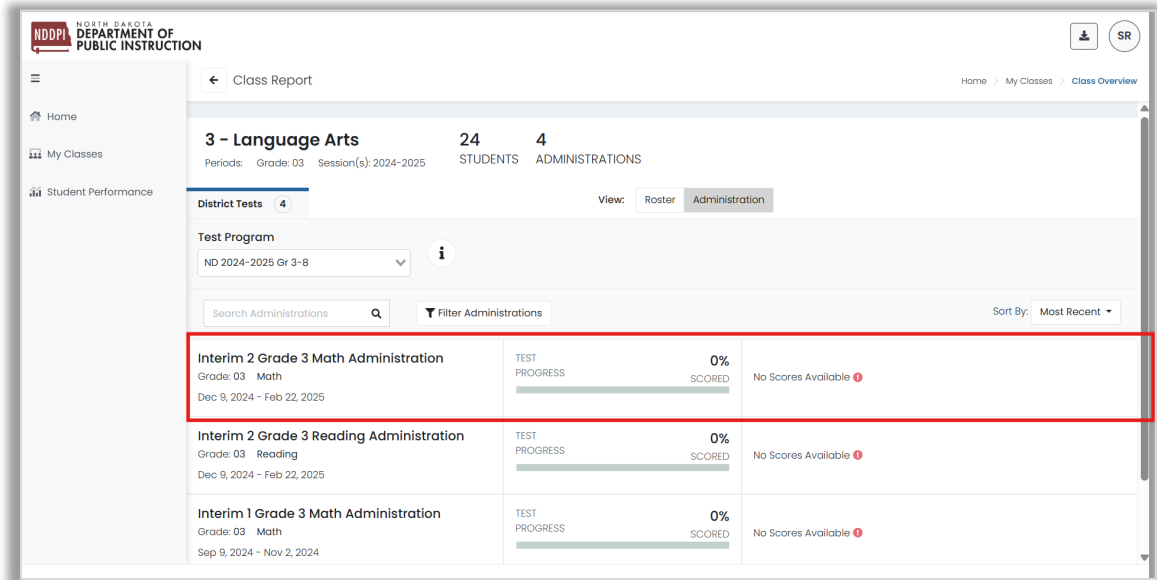 NDDPI
NORTH DAKOTA
DEPARTMENT OF
PUBLIC INSTRUCTION
SR
Class Report
Home > My Classes > Class Overview
Home
My Classes
Student Performance
3 - Language Arts
Periods: Grade: 03 Session(s): 2024-2025
24
STUDENTS
4
ADMINISTRATIONS
District Tests 4
View: Roster Administration
Test Program
ND 2024-2025 Gr 3-8
i
Search Administrations
Filter Administrations
Sort By: Most Recent
Interim 2 Grade 3 Math Administration
Grade: 03 Math
Dec 9, 2024 - Feb 22, 2025
TEST
PROGRESS
0%
SCORED
No Scores Available
Interim 2 Grade 3 Reading Administration
Grade: 03 Reading
Dec 9, 2024 - Feb 22, 2025
TEST
PROGRESS
0%
SCORED
No Scores Available
Interim 1 Grade 3 Math Administration
Grade: 03 Math
Sep 9, 2024 - Nov 2, 2024
TEST
PROGRESS
0%
SCORED
No Scores Available